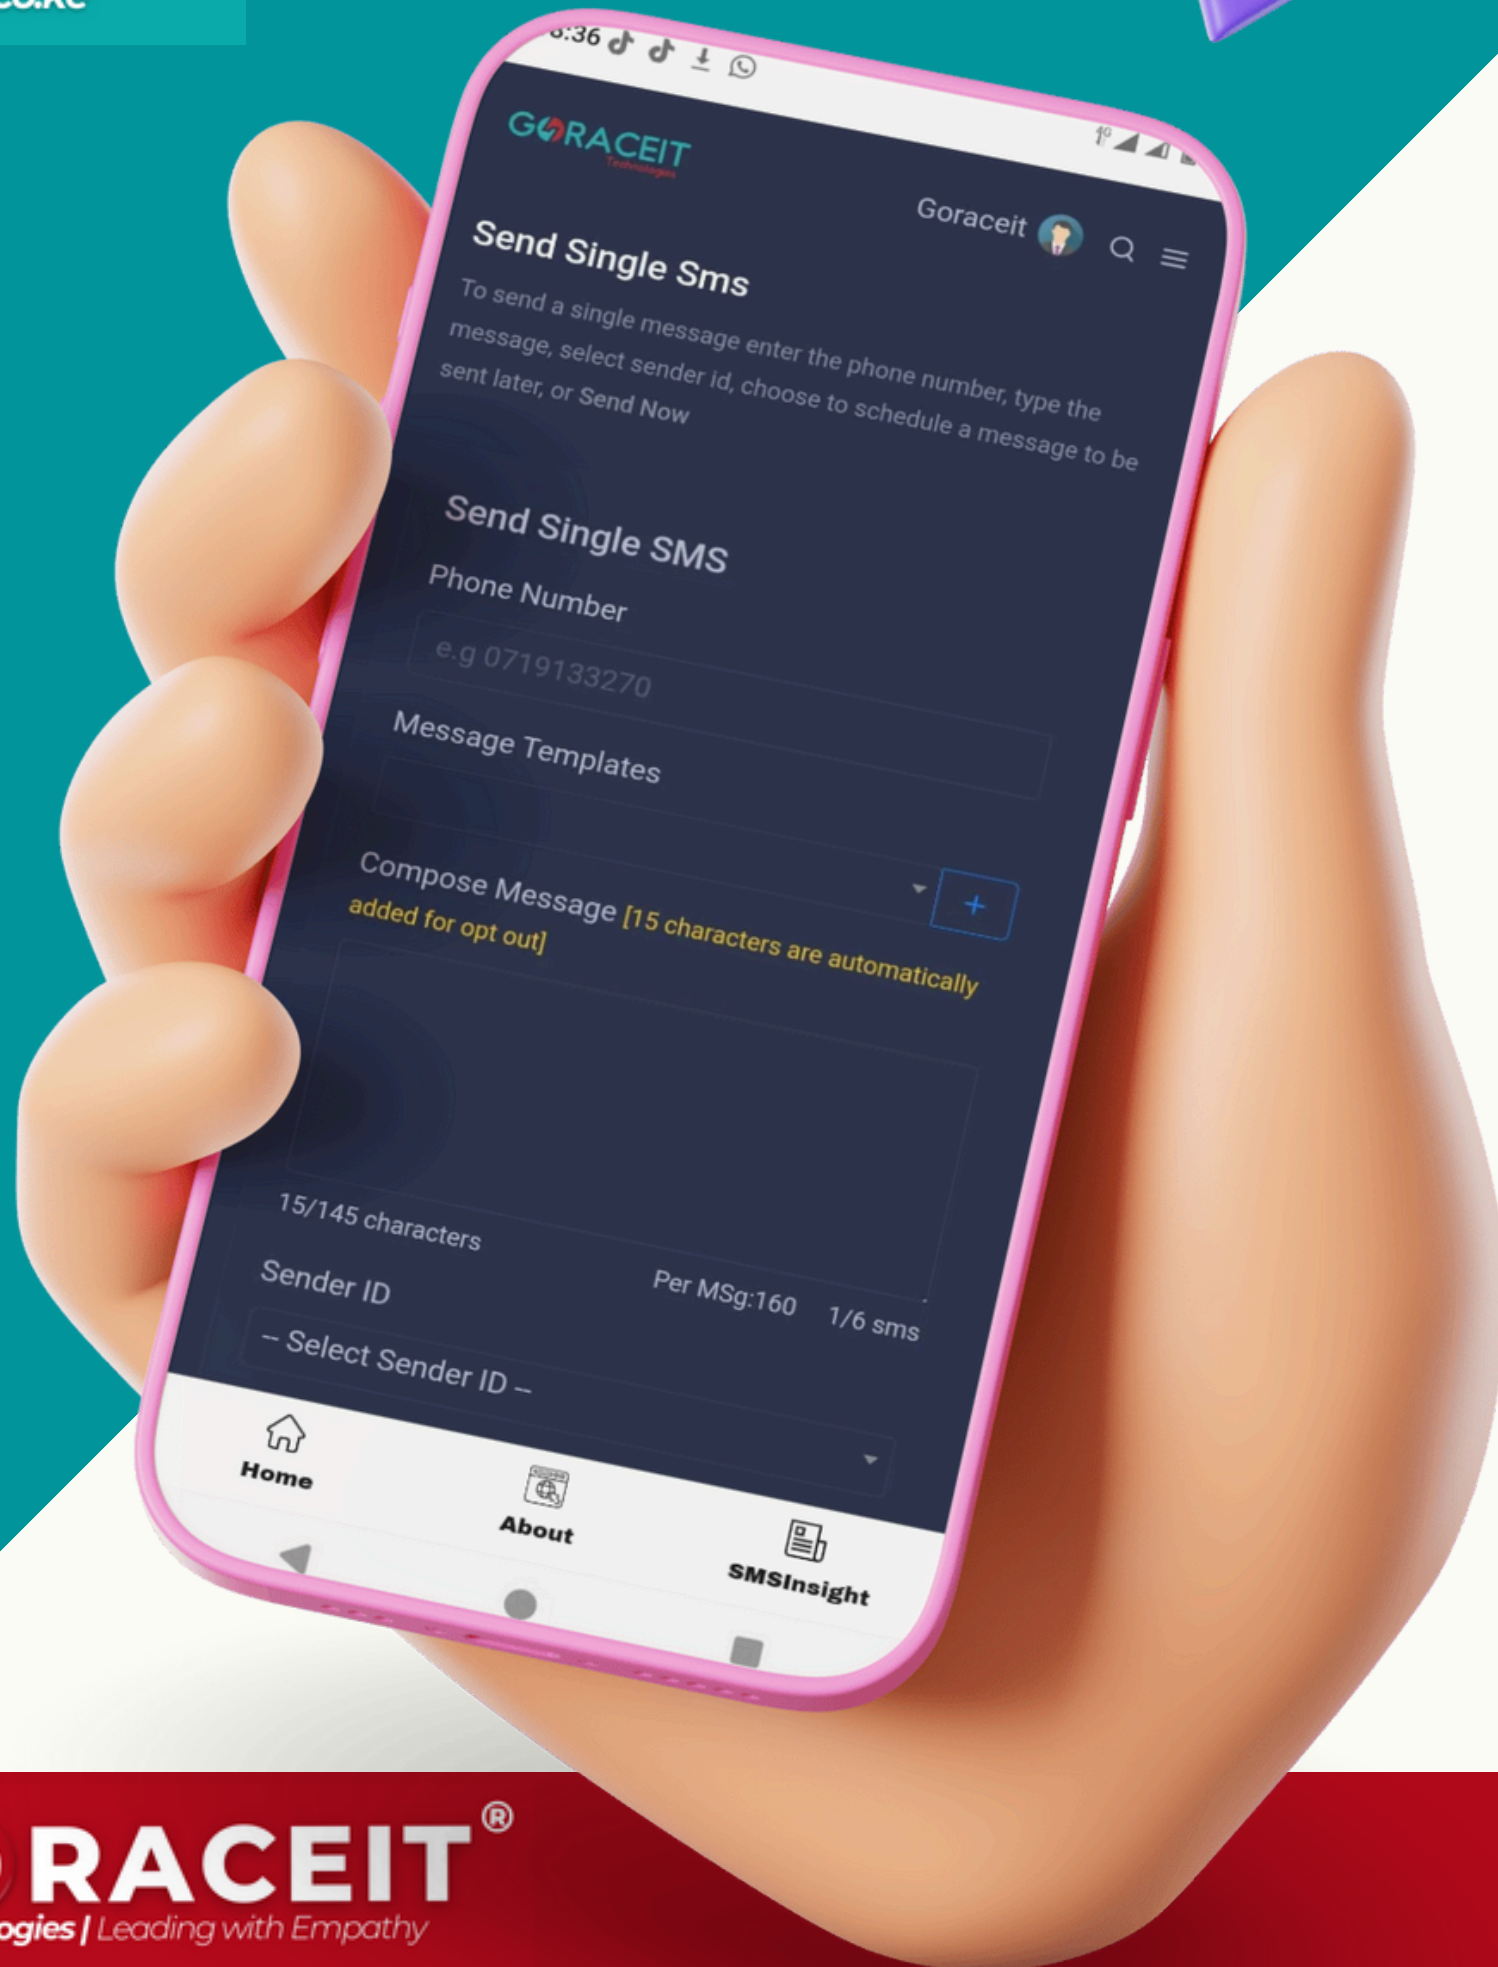 co.ke
8:36
4G
GORACEIT
Technologies
Goraceit
Send Single Sms
To send a single message enter the phone number, type the
message, select sender id, choose to schedule a message to be
sent later, or Send Now
Send Single SMS
Phone Number
e.g 0719133270
Message Templates
+
Compose Message [15 characters are automatically
added for opt out]
15/145 characters
Per MSg:160 1/6 sms
Sender ID
-- Select Sender ID --
Home
About
SMSInsight
RACEIT®
ogies | Leading with Empathy